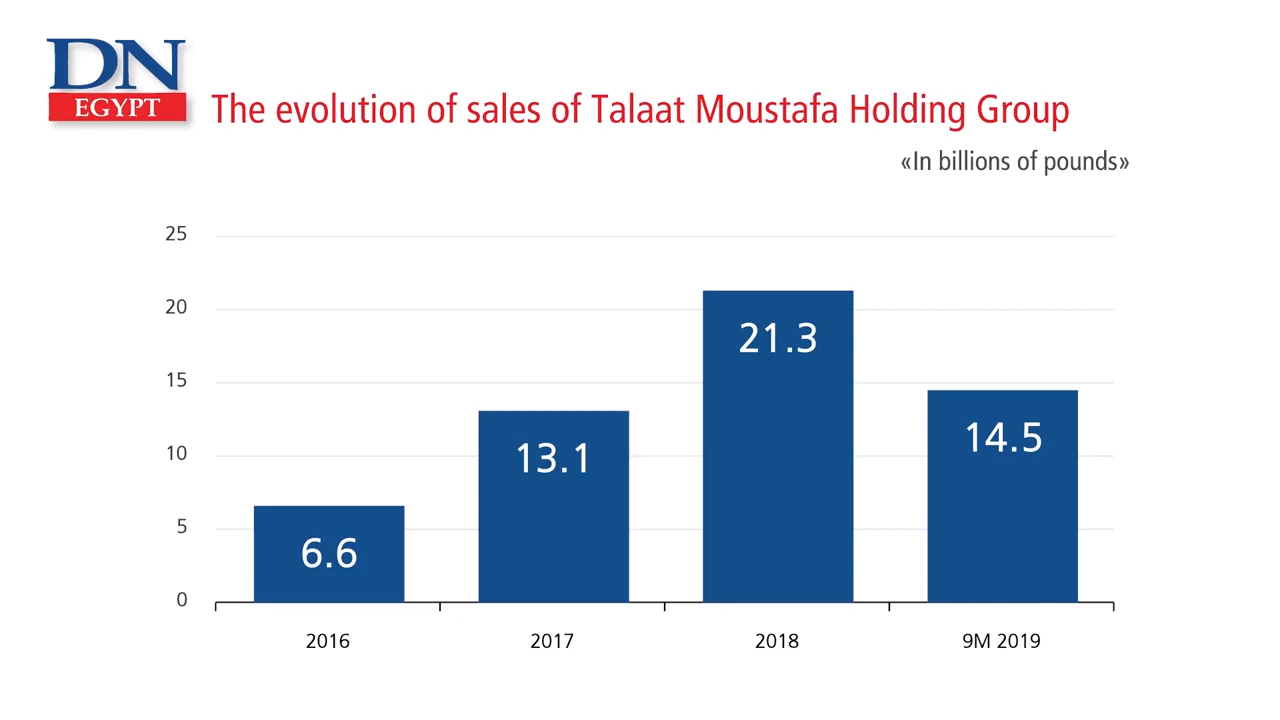 DN
EGYPT
The evolution of sales of Talaat Moustafa Holding Group
«In billions of pounds»
25
20
15
10
5
0
6.6
13.1
21.3
14.5
2016
2017
2018
9M 2019